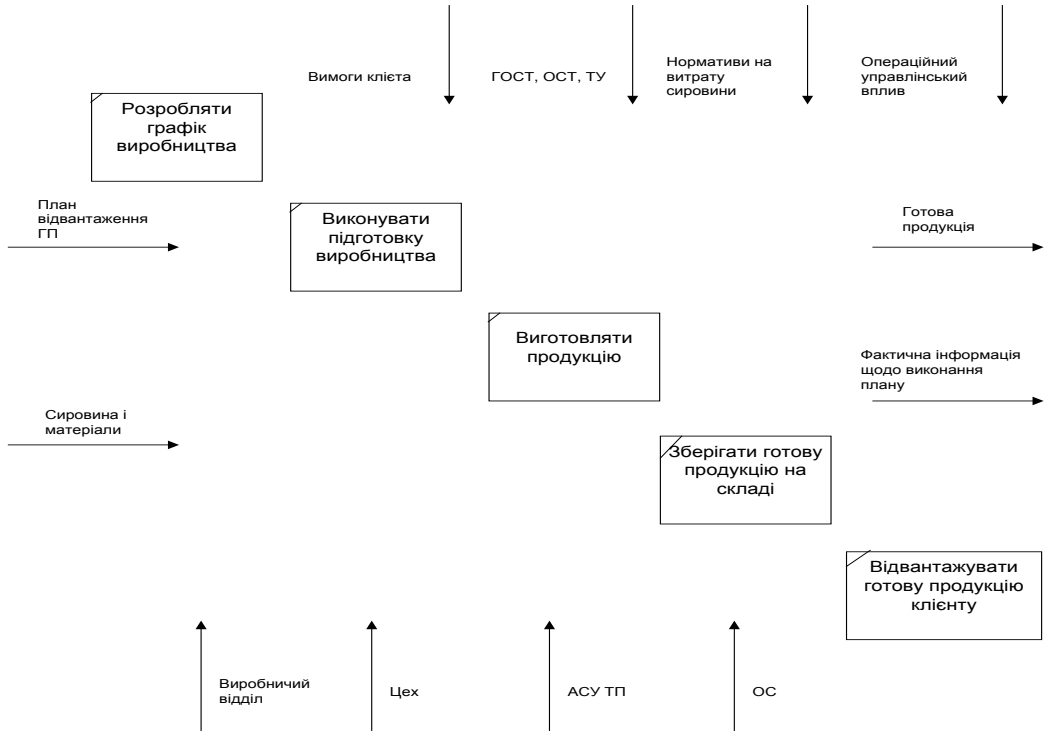 Вимоги клієта
ГОСТ, ОСТ, ТУ
Нормативи на
витрату
сировини
Операційний
управлінський
вплив
Розробляти
графік
виробництва
План
відвантаження
ГП
Виконувати
підготовку
виробництва
Готова
продукція
Виготовляти
продукцію
Фактична інформація
щодо виконання
плану
Сировина і
матеріали
Зберігати готову
продукцію на
складі
Відвантажувати
готову продукцію
клієнту
Виробничий
відділ
Цех
АСУ ТП
ОС